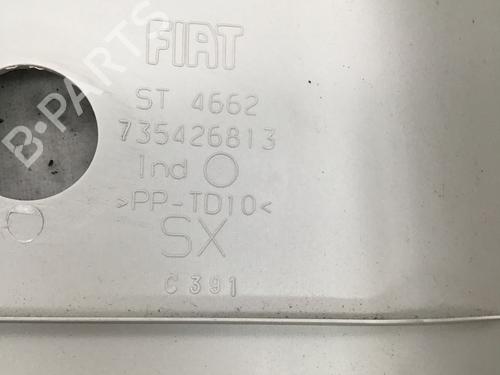 FIAT
ST 4662
735426813
Ind
>PP-TD10<
SX
C 391
B-PARTS